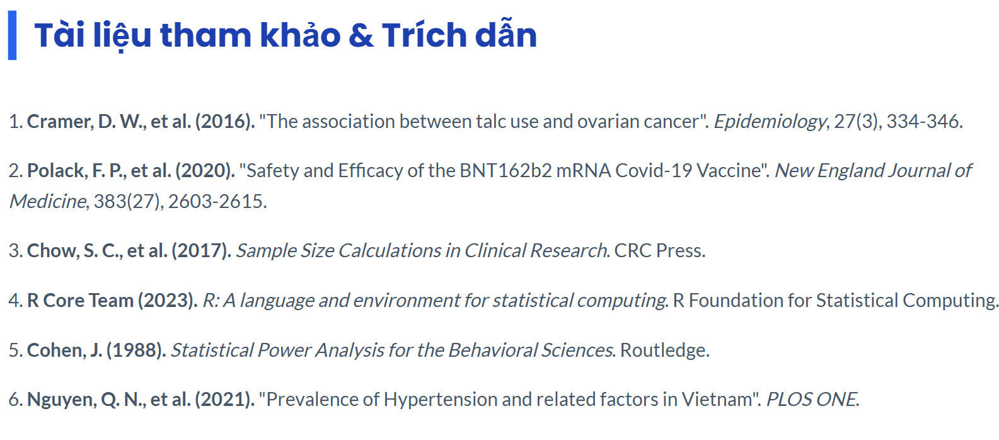 Tài liệu tham khảo & Trích dẫn
1. Cramer, D. W., et al. (2016). "The association between talc use and ovarian cancer". Epidemiology, 27(3), 334-346.
2. Polack, F. P., et al. (2020). "Safety and Efficacy of the BNT162b2 mRNA Covid-19 Vaccine". New England Journal of
Medicine, 383(27), 2603-2615.
3. Chow, S. C., et al. (2017). Sample Size Calculations in Clinical Research. CRC Press.
4. R Core Team (2023). R: A language and environment for statistical computing. R Foundation for Statistical Computing.
5. Cohen, J. (1988). Statistical Power Analysis for the Behavioral Sciences. Routledge.
6. Nguyen, Q. N., et al. (2021). "Prevalence of Hypertension and related factors in Vietnam". PLOS ONE.